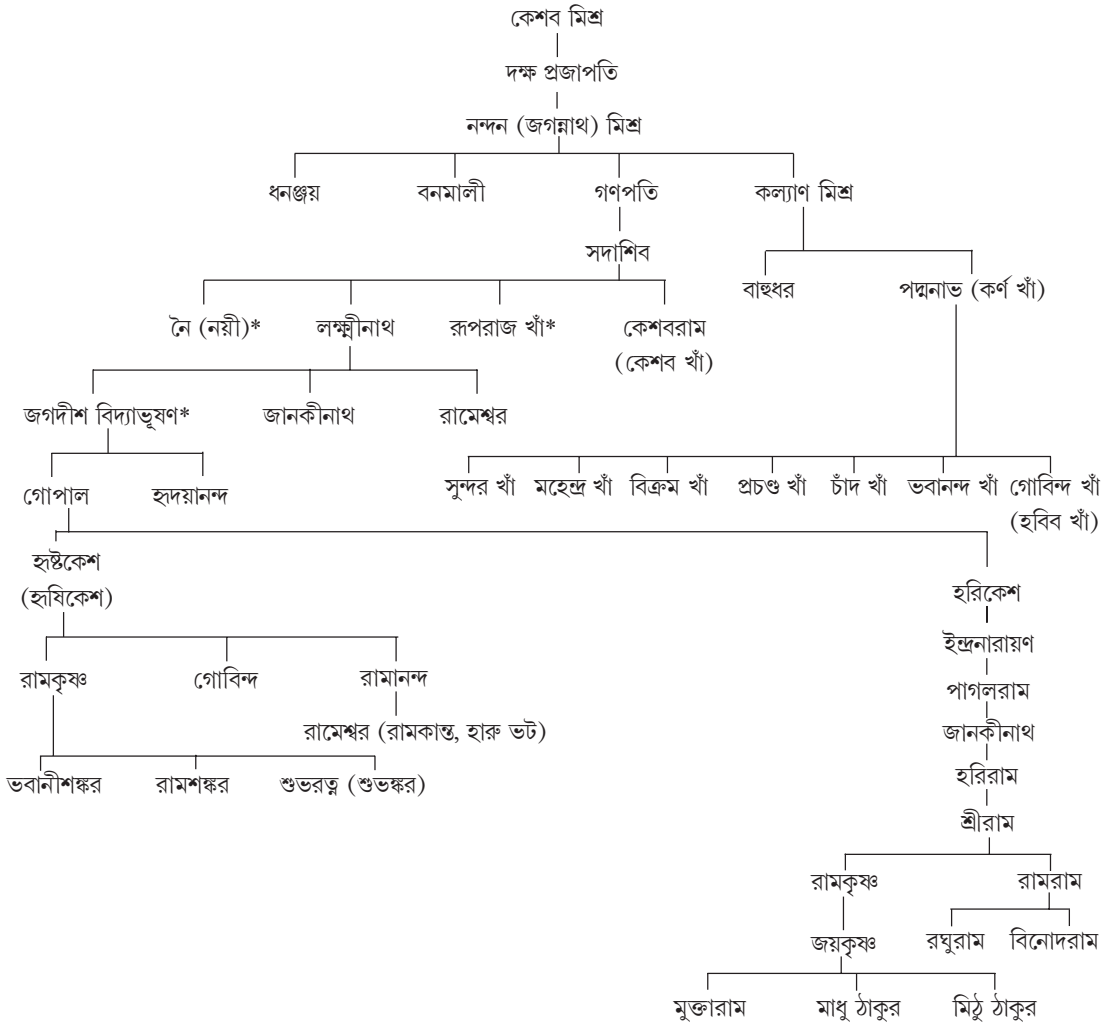 কেশব মিশ্র
দক্ষ প্রজাপতি
নন্দন (জগন্নাথ) মিশ্র
ধনঞ্জয় বনমালী গণপতি কল্যাণ মিশ্র
সদাশিব
বাহুধর পদ্মনাভ (কর্ণ খাঁ)
নৈ (নয়ী)* লক্ষ্মীনাথ রূপরাজ খাঁ* কেশবরাম
(কেশব খাঁ)
জগদীশ বিদ্যাভূষণ* জানকীনাথ রামেশ্বর
গোপাল হৃদয়ানন্দ
সুন্দর খাঁ মহেন্দ্র খাঁ বিক্রম খাঁ প্রচণ্ড খাঁ চাঁদ খাঁ ভবানন্দ খাঁ গোবিন্দ খাঁ
(হবিব খাঁ)
হৃষ্টকেশ
(হৃষিকেশ)
হরিকেশ
ইন্দ্রনারায়ণ
রামকৃষ্ণ গোবিন্দ রামানন্দ
পাগলরাম
রামেশ্বর (রামকান্ত, হারু ভট)
জানকীনাথ
ভবানীশঙ্কর রামশঙ্কর শুভরত্ন (শুভঙ্কর)
হরিরাম
শ্রীরাম
রামকৃষ্ণ রামরাম
জয়কৃষ্ণ রঘুরাম বিনোদরাম
মুক্তারাম মাধু ঠাকুর মিঠু ঠাকুর